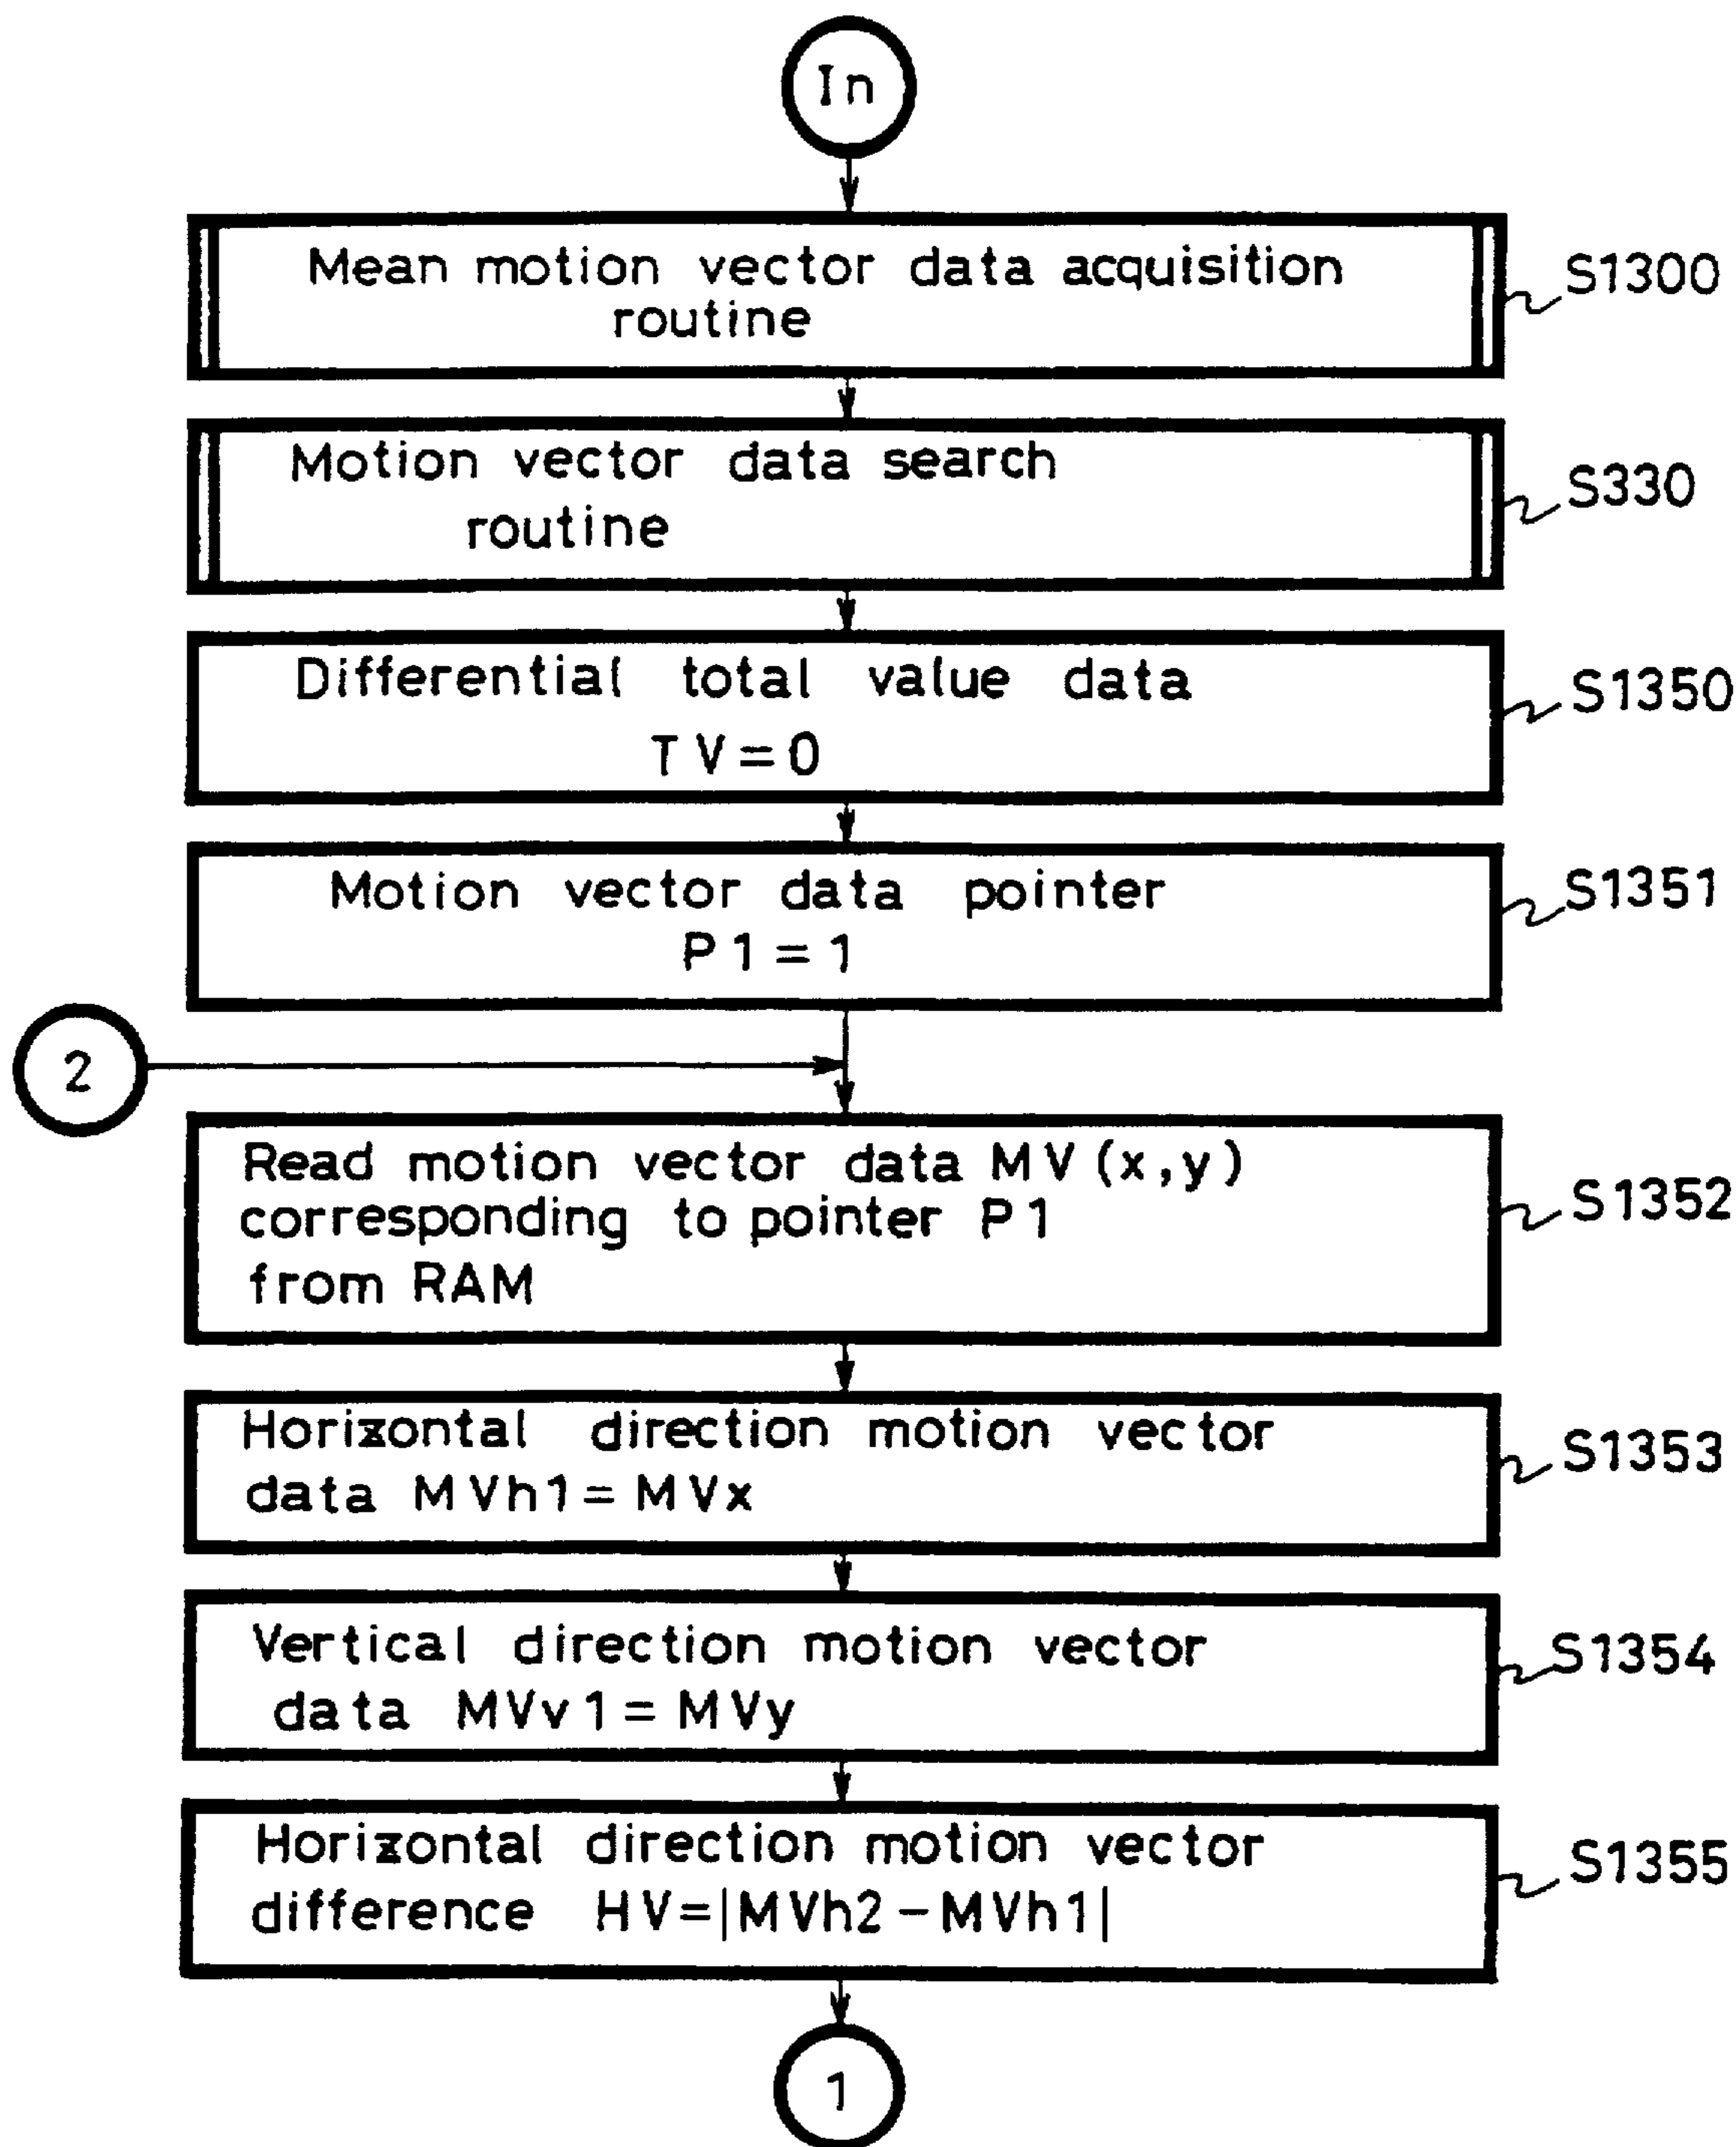 In
Mean motion vector data acquisition
routine
S1300
Motion vector data search
routine
S330
Differential total value data
TV=0
S1350
Motion vector data pointer
P1=1
S1351
2
Read motion vector data MV(x,y)
corresponding to pointer P1
from RAM
S1352
Horizontal direction motion vector
data MVh1=MVx
S1353
Vertical direction motion vector
data MVv1=MVy
S1354
Horizontal direction motion vector
difference HV=|MVh2-MVh1|
S1355
1